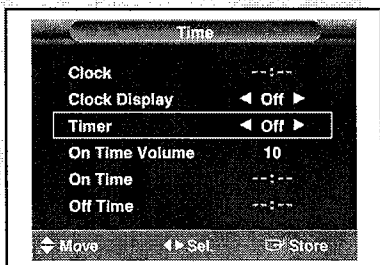 Time
Clock --:--
Clock Display ◄ Off ►
Timer ◄ Off ►
On Time Volume 10
On Time --:--
Off Time --:--
Move Sel. Store